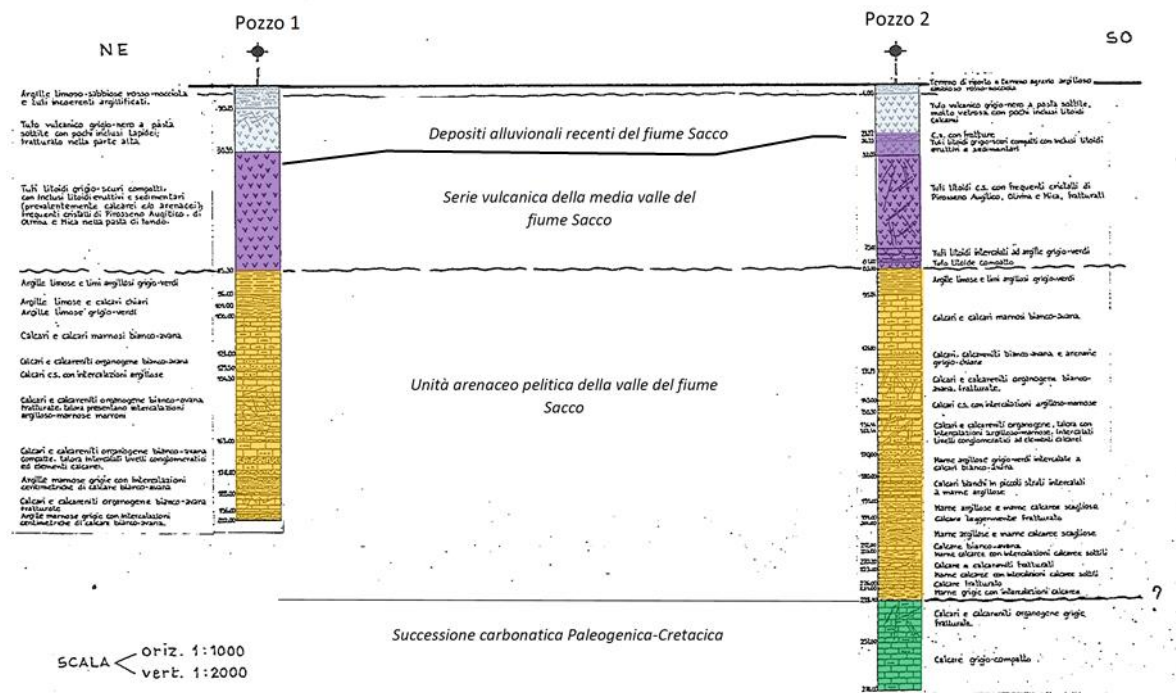 Pozzo 1
Pozzo 2
NE
SO
Argille limoso-sabbiose rosso-nocciola
e tufi incoerenti argillificati.
Tufo vulcanico grigio-nero a pasta
sottile con pochi inclusi lapidei;
fratturato nella parte alta.
Tufi litoidi grigio-scuri compatti,
con inclusi litoidi eruttivi e sedimentari
(prevalentemente calcarei e/o arenacei);
frequenti cristalli di Pirosseno Augitico, di
Olivina e Mica nella pasta di fondo.
Argille limose e limi argillosi grigio-verdi
Argille limose e calcari chiari
Argille limose grigio-verdi
Calcari e calcari marnosi bianco-avana
Calcari e calcareniti organogene bianco-avana
Calcari c.s. con intercalazioni argillose
Calcari e calcareniti organogene bianco-avana
fratturate, talora presentano intercalazioni
argilloso-marnose marroni
Calcari e calcareniti organogene bianco-avana
compatte, talora intercalati livelli conglomeratici
ad elementi calcarei.
Argille marnose grigie con intercalazioni
centimetriche di calcare bianco-avana
Calcari e calcareniti organogene bianco-avana
fratturate
Argille marnose grigie con intercalazioni
centimetriche di calcare bianco-avana.
Depositi alluvionali recenti del fiume Sacco
Serie vulcanica della media valle del
fiume Sacco
Unità arenaceo pelitica della valle del fiume
Sacco
Successione carbonatica Paleogenica-Cretacica
Terreno di riporto e terreno agrario argilloso
sabbioso rosso-nocciola
Tufo vulcanico grigio-nero a pasta sottile,
molto vetrosa con pochi inclusi litoidi
calcarei
C.s. con fratture
Tufi litoidi grigio-scuri compatti con inclusi litoidi
eruttivi e sedimentari
Tufi litoidi c.s. con frequenti cristalli di
Pirosseno Augitico, Olivina e Mica, fratturati
Tufi litoidi intercalati ad argille grigio-verdi
Tufo litoide compatto
Argille limose e limi argillosi grigio-verdi
Calcari e calcari marnosi bianco-avana
Calcari, calcareniti bianco-avana e arenarie
grigio-chiare
Calcari e calcareniti organogene bianco-
avana, fratturate.
Calcari c.s. con intercalazioni argilloso-marnose
Calcari e calcareniti organogene, talora con
intercalazioni argilloso-marnose, intercalati
livelli conglomeratici ad elementi calcarei
Marne argillose grigio-verdi intercalate a
calcari bianco-avana
Calcari bianchi in piccoli strati intercalati
a marne argillose
Marne argillose e marne calcaree scagliose
Calcare leggermente fratturato
Marne argillose e marne calcaree scagliose
Calcare bianco-avana
Marne calcaree con intercalazioni calcaree sottili
Calcare e calcareniti fratturati
Marne calcaree con intercalazioni calcaree sottili
Calcare fratturato
Marne grigie con intercalazioni calcaree
?
Calcari e calcareniti organogene grigie
fratturate.
Calcare grigio-compatto
SCALA
oriz. 1:1000
vert. 1:2000